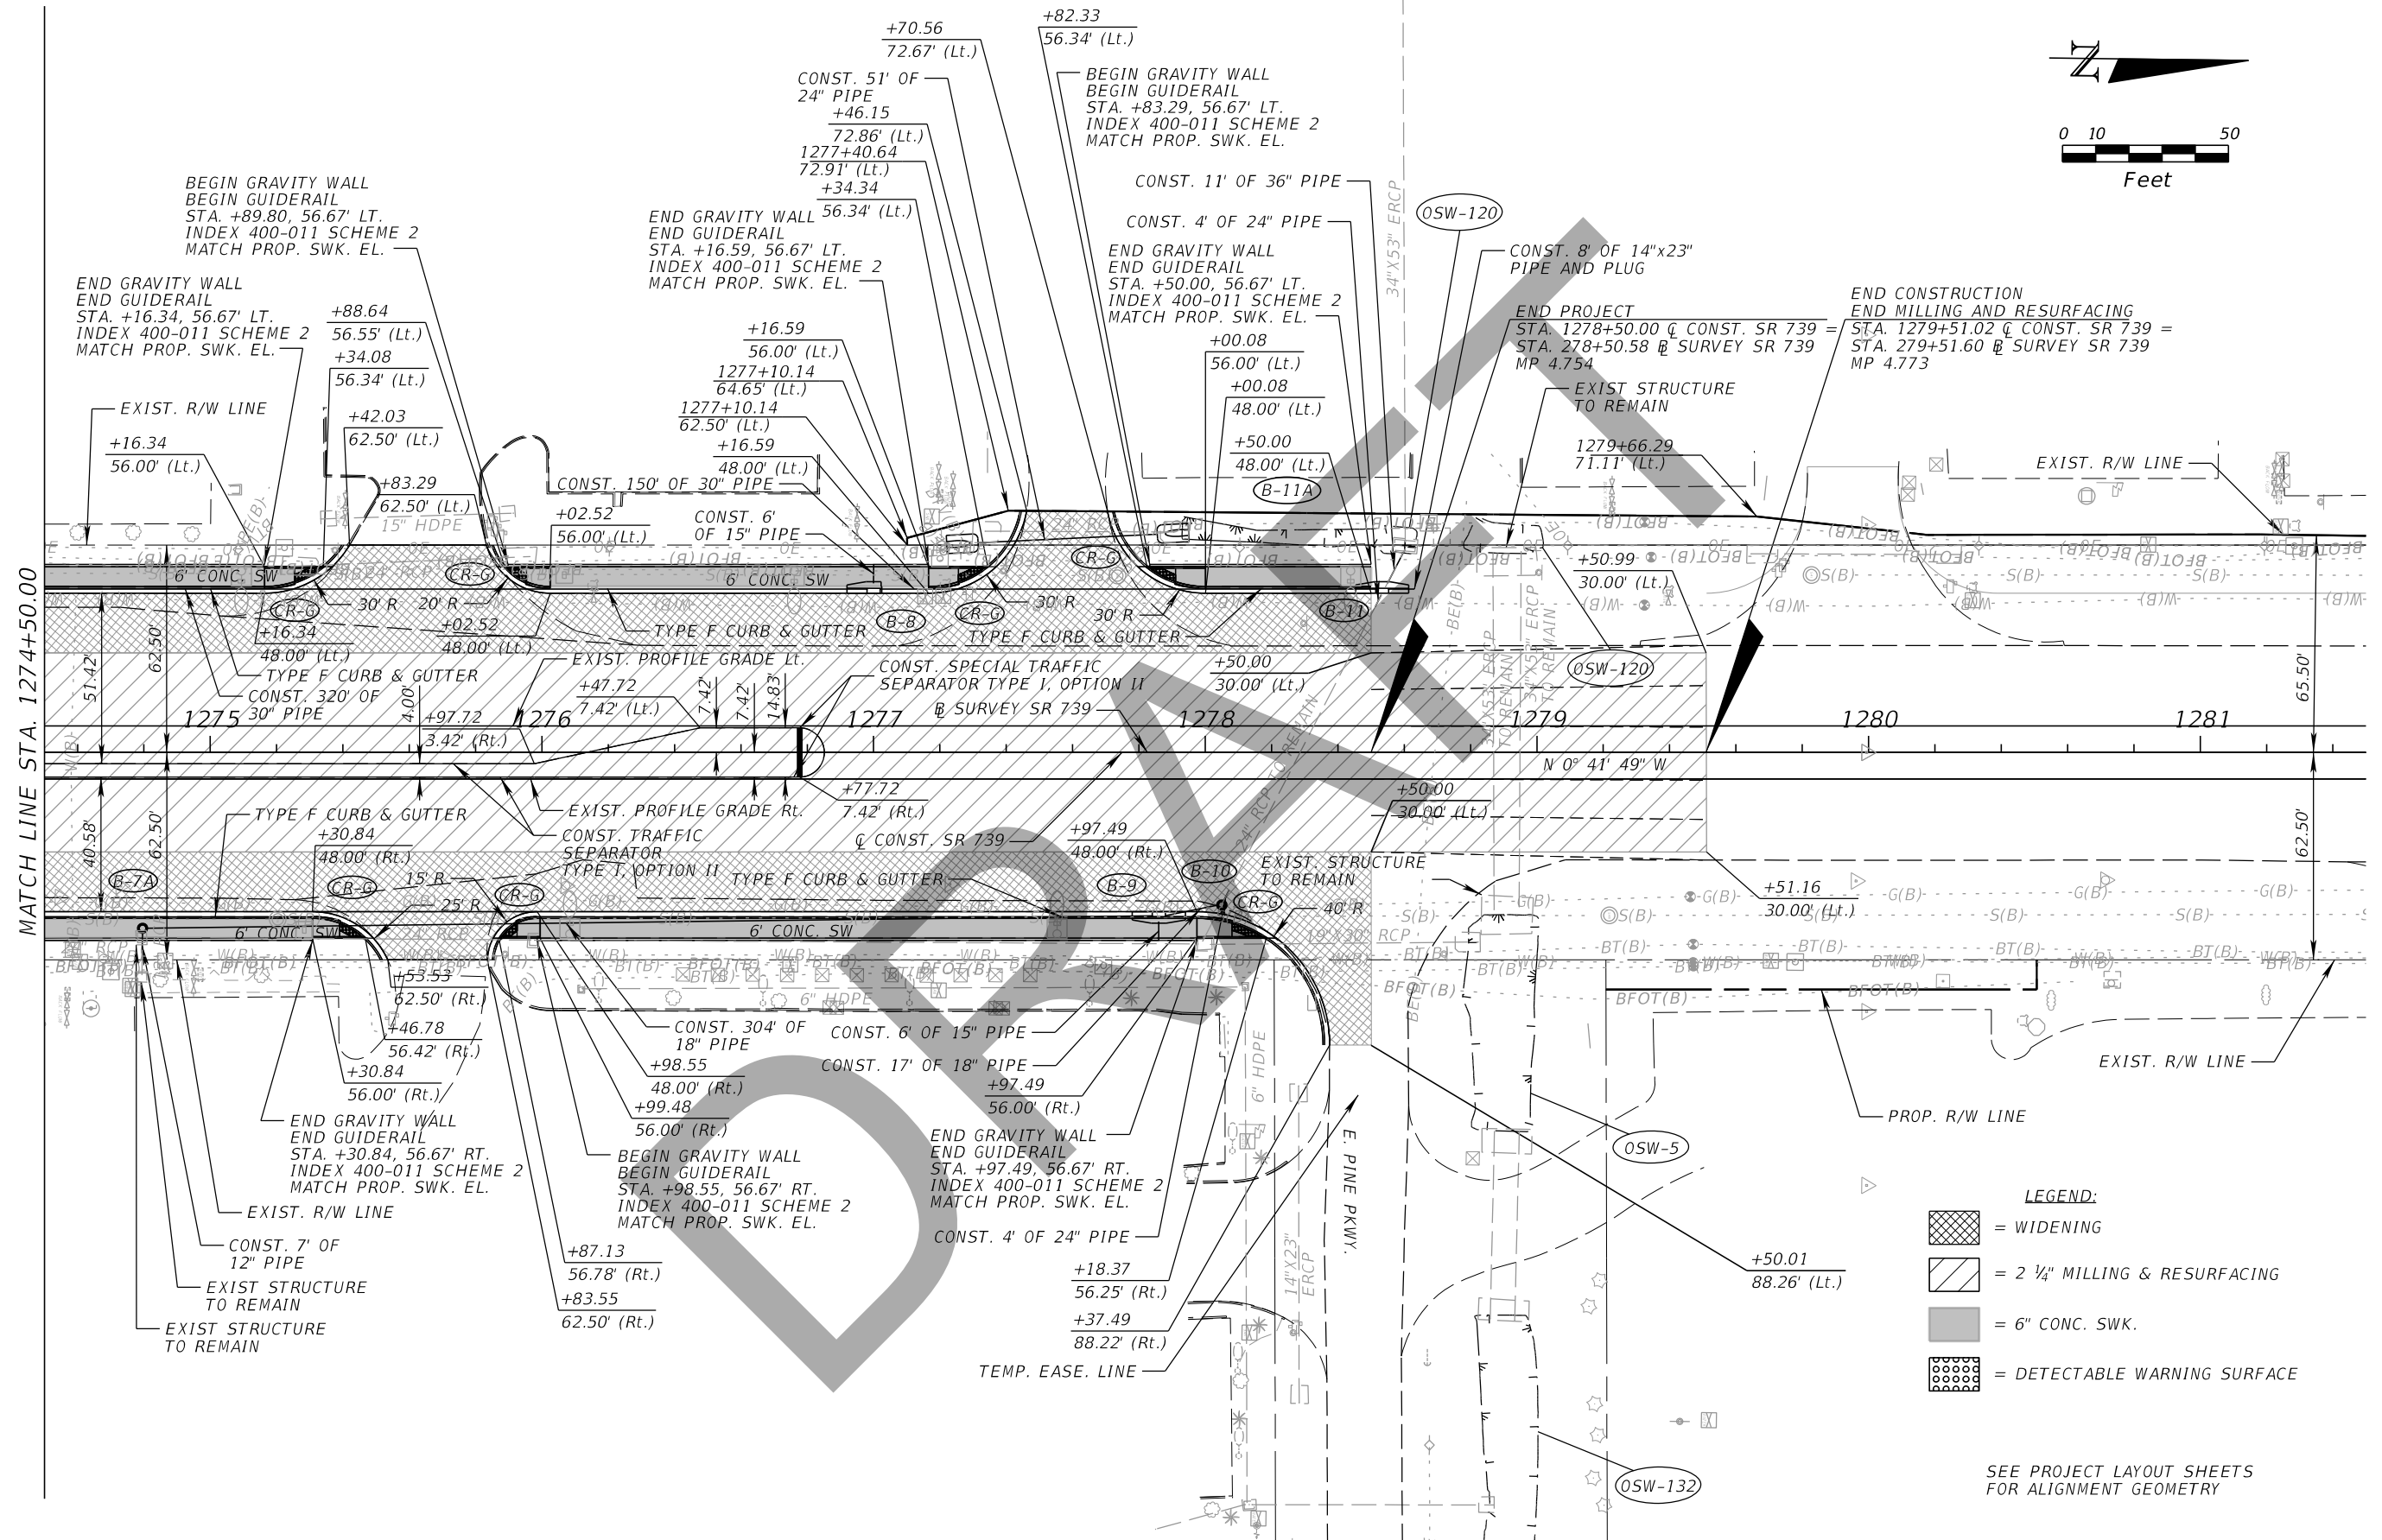 +82.33
56.34' (Lt.)
+70.56
72.67' (Lt.)
CONST. 51' OF
24" PIPE
+46.15
72.86' (Lt.)
1277+40.64
72.91' (Lt.)
+34.34
56.34' (Lt.)
BEGIN GRAVITY WALL
BEGIN GUIDERAIL
STA. +83.29, 56.67' LT.
INDEX 400-011 SCHEME 2
MATCH PROP. SWK. EL.
N
0 10 50
Feet
BEGIN GRAVITY WALL
BEGIN GUIDERAIL
STA. +89.80, 56.67' LT.
INDEX 400-011 SCHEME 2
MATCH PROP. SWK. EL.
END GRAVITY WALL
END GUIDERAIL
STA. +16.59, 56.67' LT.
INDEX 400-011 SCHEME 2
MATCH PROP. SWK. EL.
CONST. 11' OF 36" PIPE
CONST. 4' OF 24" PIPE
34"X53" ERCP
OSW-120
END GRAVITY WALL
END GUIDERAIL
STA. +50.00, 56.67' LT.
INDEX 400-011 SCHEME 2
MATCH PROP. SWK. EL.
CONST. 8' OF 14"x23"
PIPE AND PLUG
END PROJECT
STA. 1278+50.00 ℄ CONST. SR 739 =
STA. 278+50.58 BL SURVEY SR 739
MP 4.754
END CONSTRUCTION
END MILLING AND RESURFACING
STA. 1279+51.02 ℄ CONST. SR 739 =
STA. 279+51.60 BL SURVEY SR 739
MP 4.773
END GRAVITY WALL
END GUIDERAIL
STA. +16.34, 56.67' LT.
INDEX 400-011 SCHEME 2
MATCH PROP. SWK. EL.
+88.64
56.55' (Lt.)
+34.08
56.34' (Lt.)
+42.03
62.50' (Lt.)
EXIST. R/W LINE
+16.34
56.00' (Lt.)
+83.29
62.50' (Lt.)
+02.52
56.00' (Lt.)
+16.59
56.00' (Lt.)
1277+10.14
64.65' (Lt.)
1277+10.14
62.50' (Lt.)
+16.59
48.00' (Lt.)
CONST. 150' OF 30" PIPE
CONST. 6'
OF 15" PIPE
+00.08
56.00' (Lt.)
+00.08
48.00' (Lt.)
+50.00
48.00' (Lt.)
B-11A
EXIST STRUCTURE
TO REMAIN
1279+66.29
71.11' (Lt.)
EXIST. R/W LINE
15" HDPE
6' CONC. SW
CR-G
CR-G
30' R
20' R
+16.34
48.00' (Lt.)
+02.52
48.00' (Lt.)
TYPE F CURB & GUTTER
6' CONC. SW
B-8
CR-G
CR-G
30' R
30' R
TYPE F CURB & GUTTER
B-11
+50.99
30.00' (Lt.)
OSW-120
TYPE F CURB & GUTTER
CONST. 320' OF
30" PIPE
EXIST. PROFILE GRADE Lt.
CONST. SPECIAL TRAFFIC
SEPARATOR TYPE I, OPTION II
+50.00
30.00' (Lt.)
BL SURVEY SR 739
+47.72
7.42' (Lt.)
+97.72
3.42' (Rt.)
51.42'
62.50'
4.00'
7.42'
7.42'
14.83'
65.50'
MATCH LINE STA. 1274+50.00
1275 1276 1277 1278 1279 1280 1281
N 0° 41' 49" W
34"X53" ERCP
TO REMAIN
24" RCP TO REMAIN
EXIST. PROFILE GRADE Rt.
+77.72
7.42' (Rt.)
℄ CONST. SR 739
+50.00
30.00' (Lt.)
40.58'
62.50'
62.50'
TYPE F CURB & GUTTER
+30.84
48.00' (Rt.)
CONST. TRAFFIC
SEPARATOR
TYPE I, OPTION II
+97.49
48.00' (Rt.)
EXIST. STRUCTURE
TO REMAIN
B-7A
CR-G
15' R
CR-G
25' R
TYPE F CURB & GUTTER
B-9
B-10
CR-G
40' R
+51.16
30.00' (Lt.)
6' CONC. SW
6' CONC. SW
19"X30" RCP
6" HDPE
+53.53
62.50' (Rt.)
+46.78
56.42' (Rt.)
+30.84
56.00' (Rt.)
CONST. 304' OF
18" PIPE
CONST. 6' OF 15" PIPE
CONST. 17' OF 18" PIPE
+98.55
48.00' (Rt.)
+99.48
56.00' (Rt.)
+97.49
56.00' (Rt.)
EXIST. R/W LINE
PROP. R/W LINE
END GRAVITY WALL
END GUIDERAIL
STA. +30.84, 56.67' RT.
INDEX 400-011 SCHEME 2
MATCH PROP. SWK. EL.
BEGIN GRAVITY WALL
BEGIN GUIDERAIL
STA. +98.55, 56.67' RT.
INDEX 400-011 SCHEME 2
MATCH PROP. SWK. EL.
END GRAVITY WALL
END GUIDERAIL
STA. +97.49, 56.67' RT.
INDEX 400-011 SCHEME 2
MATCH PROP. SWK. EL.
CONST. 4' OF 24" PIPE
6" HDPE
E. PINE PKWY.
OSW-5
EXIST. R/W LINE
CONST. 7' OF
12" PIPE
EXIST STRUCTURE
TO REMAIN
EXIST STRUCTURE
TO REMAIN
+87.13
56.78' (Rt.)
+83.55
62.50' (Rt.)
+18.37
56.25' (Rt.)
+37.49
88.22' (Rt.)
TEMP. EASE. LINE
14"X23"
ERCP
+50.01
88.26' (Lt.)
OSW-132
LEGEND:
= WIDENING
= 2 ¼" MILLING & RESURFACING
= 6" CONC. SWK.
= DETECTABLE WARNING SURFACE
SEE PROJECT LAYOUT SHEETS
FOR ALIGNMENT GEOMETRY
DRAFT